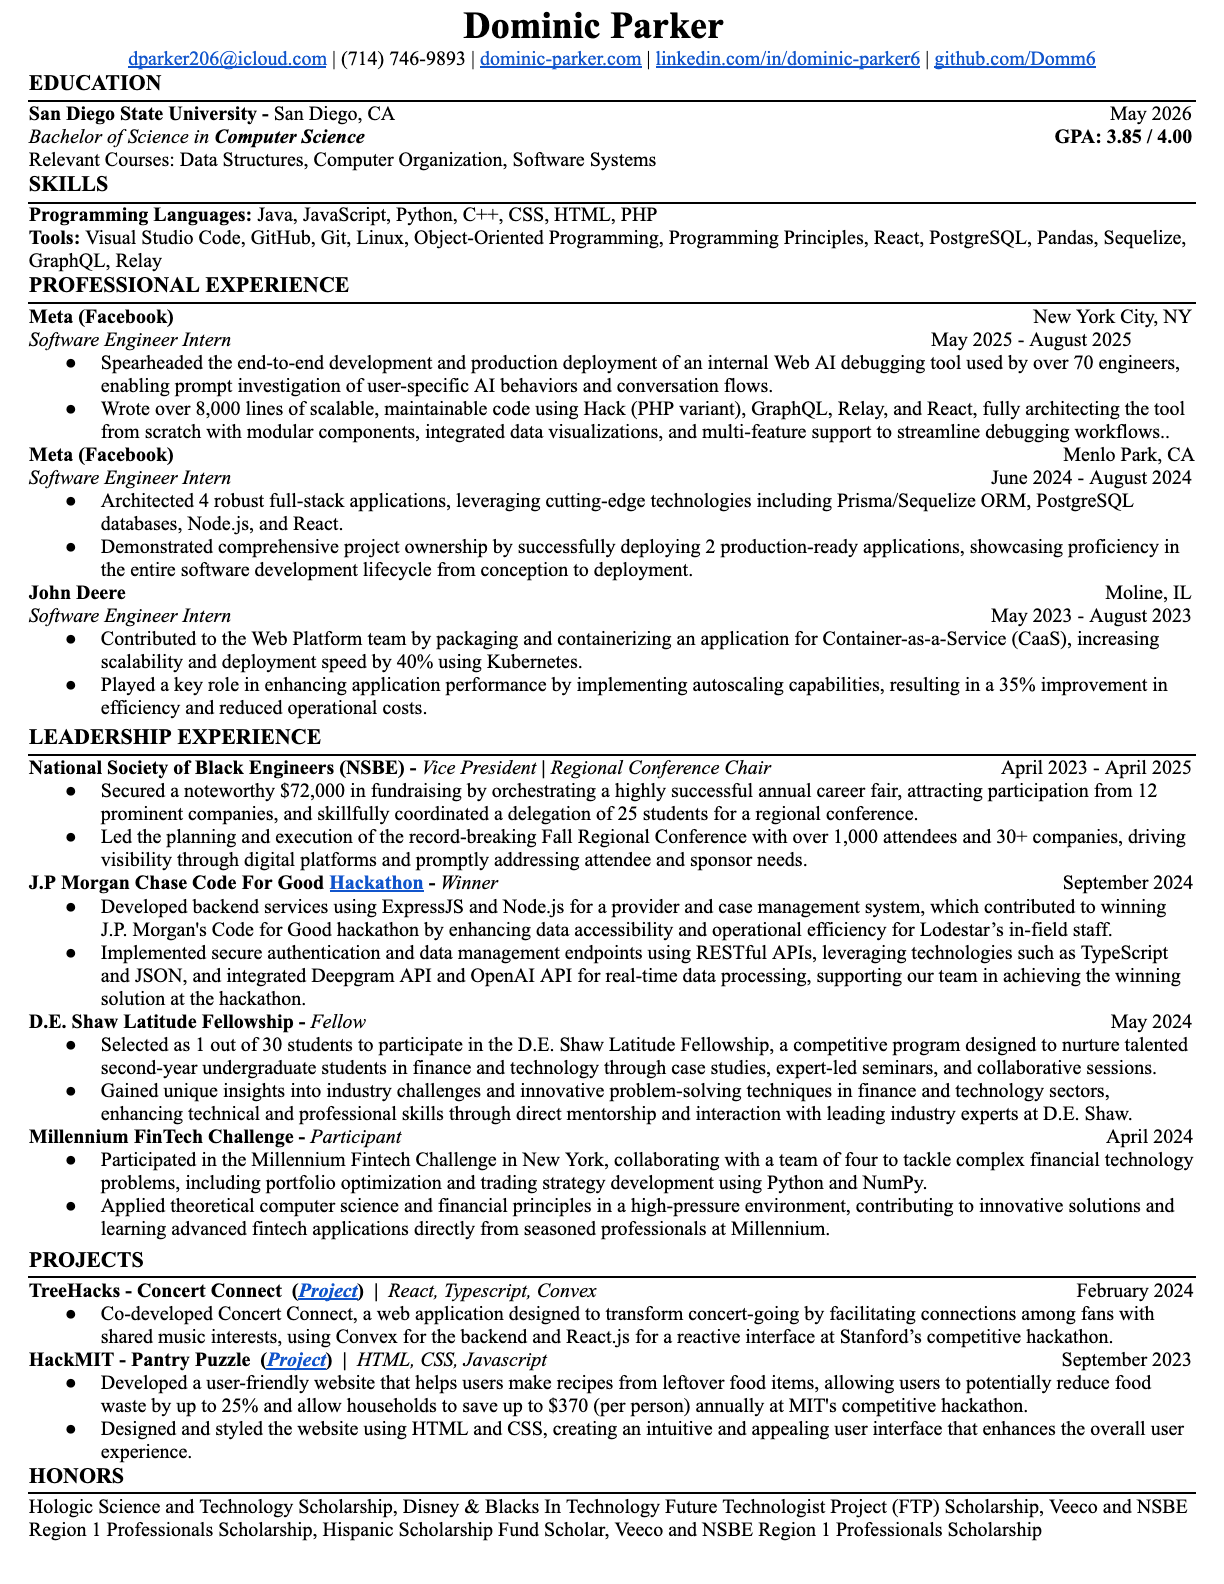 Dominic Parker
dparker206@icloud.com | (714) 746-9893 | dominic-parker.com | linkedin.com/in/dominic-parker6 | github.com/Domm6
EDUCATION
San Diego State University - San Diego, CA May 2026
Bachelor of Science in Computer Science GPA: 3.85 / 4.00
Relevant Courses: Data Structures, Computer Organization, Software Systems
SKILLS
Programming Languages: Java, JavaScript, Python, C++, CSS, HTML, PHP
Tools: Visual Studio Code, GitHub, Git, Linux, Object-Oriented Programming, Programming Principles, React, PostgreSQL, Pandas, Sequelize,
GraphQL, Relay
PROFESSIONAL EXPERIENCE
Meta (Facebook) New York City, NY
Software Engineer Intern May 2025 - August 2025
● Spearheaded the end-to-end development and production deployment of an internal Web AI debugging tool used by over 70 engineers,
enabling prompt investigation of user-specific AI behaviors and conversation flows.
● Wrote over 8,000 lines of scalable, maintainable code using Hack (PHP variant), GraphQL, Relay, and React, fully architecting the tool
from scratch with modular components, integrated data visualizations, and multi-feature support to streamline debugging workflows..
Meta (Facebook) Menlo Park, CA
Software Engineer Intern June 2024 - August 2024
● Architected 4 robust full-stack applications, leveraging cutting-edge technologies including Prisma/Sequelize ORM, PostgreSQL
databases, Node.js, and React.
● Demonstrated comprehensive project ownership by successfully deploying 2 production-ready applications, showcasing proficiency in
the entire software development lifecycle from conception to deployment.
John Deere Moline, IL
Software Engineer Intern May 2023 - August 2023
● Contributed to the Web Platform team by packaging and containerizing an application for Container-as-a-Service (CaaS), increasing
scalability and deployment speed by 40% using Kubernetes.
● Played a key role in enhancing application performance by implementing autoscaling capabilities, resulting in a 35% improvement in
efficiency and reduced operational costs.
LEADERSHIP EXPERIENCE
National Society of Black Engineers (NSBE) - Vice President | Regional Conference Chair April 2023 - April 2025
● Secured a noteworthy $72,000 in fundraising by orchestrating a highly successful annual career fair, attracting participation from 12
prominent companies, and skillfully coordinated a delegation of 25 students for a regional conference.
● Led the planning and execution of the record-breaking Fall Regional Conference with over 1,000 attendees and 30+ companies, driving
visibility through digital platforms and promptly addressing attendee and sponsor needs.
J.P Morgan Chase Code For Good Hackathon - Winner September 2024
● Developed backend services using ExpressJS and Node.js for a provider and case management system, which contributed to winning
J.P. Morgan's Code for Good hackathon by enhancing data accessibility and operational efficiency for Lodestar’s in-field staff.
● Implemented secure authentication and data management endpoints using RESTful APIs, leveraging technologies such as TypeScript
and JSON, and integrated Deepgram API and OpenAI API for real-time data processing, supporting our team in achieving the winning
solution at the hackathon.
D.E. Shaw Latitude Fellowship - Fellow May 2024
● Selected as 1 out of 30 students to participate in the D.E. Shaw Latitude Fellowship, a competitive program designed to nurture talented
second-year undergraduate students in finance and technology through case studies, expert-led seminars, and collaborative sessions.
● Gained unique insights into industry challenges and innovative problem-solving techniques in finance and technology sectors,
enhancing technical and professional skills through direct mentorship and interaction with leading industry experts at D.E. Shaw.
Millennium FinTech Challenge - Participant April 2024
● Participated in the Millennium Fintech Challenge in New York, collaborating with a team of four to tackle complex financial technology
problems, including portfolio optimization and trading strategy development using Python and NumPy.
● Applied theoretical computer science and financial principles in a high-pressure environment, contributing to innovative solutions and
learning advanced fintech applications directly from seasoned professionals at Millennium.
PROJECTS
TreeHacks - Concert Connect (Project) | React, Typescript, Convex February 2024
● Co-developed Concert Connect, a web application designed to transform concert-going by facilitating connections among fans with
shared music interests, using Convex for the backend and React.js for a reactive interface at Stanford’s competitive hackathon.
HackMIT - Pantry Puzzle (Project) | HTML, CSS, Javascript September 2023
● Developed a user-friendly website that helps users make recipes from leftover food items, allowing users to potentially reduce food
waste by up to 25% and allow households to save up to $370 (per person) annually at MIT's competitive hackathon.
● Designed and styled the website using HTML and CSS, creating an intuitive and appealing user interface that enhances the overall user
experience.
HONORS
Hologic Science and Technology Scholarship, Disney & Blacks In Technology Future Technologist Project (FTP) Scholarship, Veeco and NSBE
Region 1 Professionals Scholarship, Hispanic Scholarship Fund Scholar, Veeco and NSBE Region 1 Professionals Scholarship